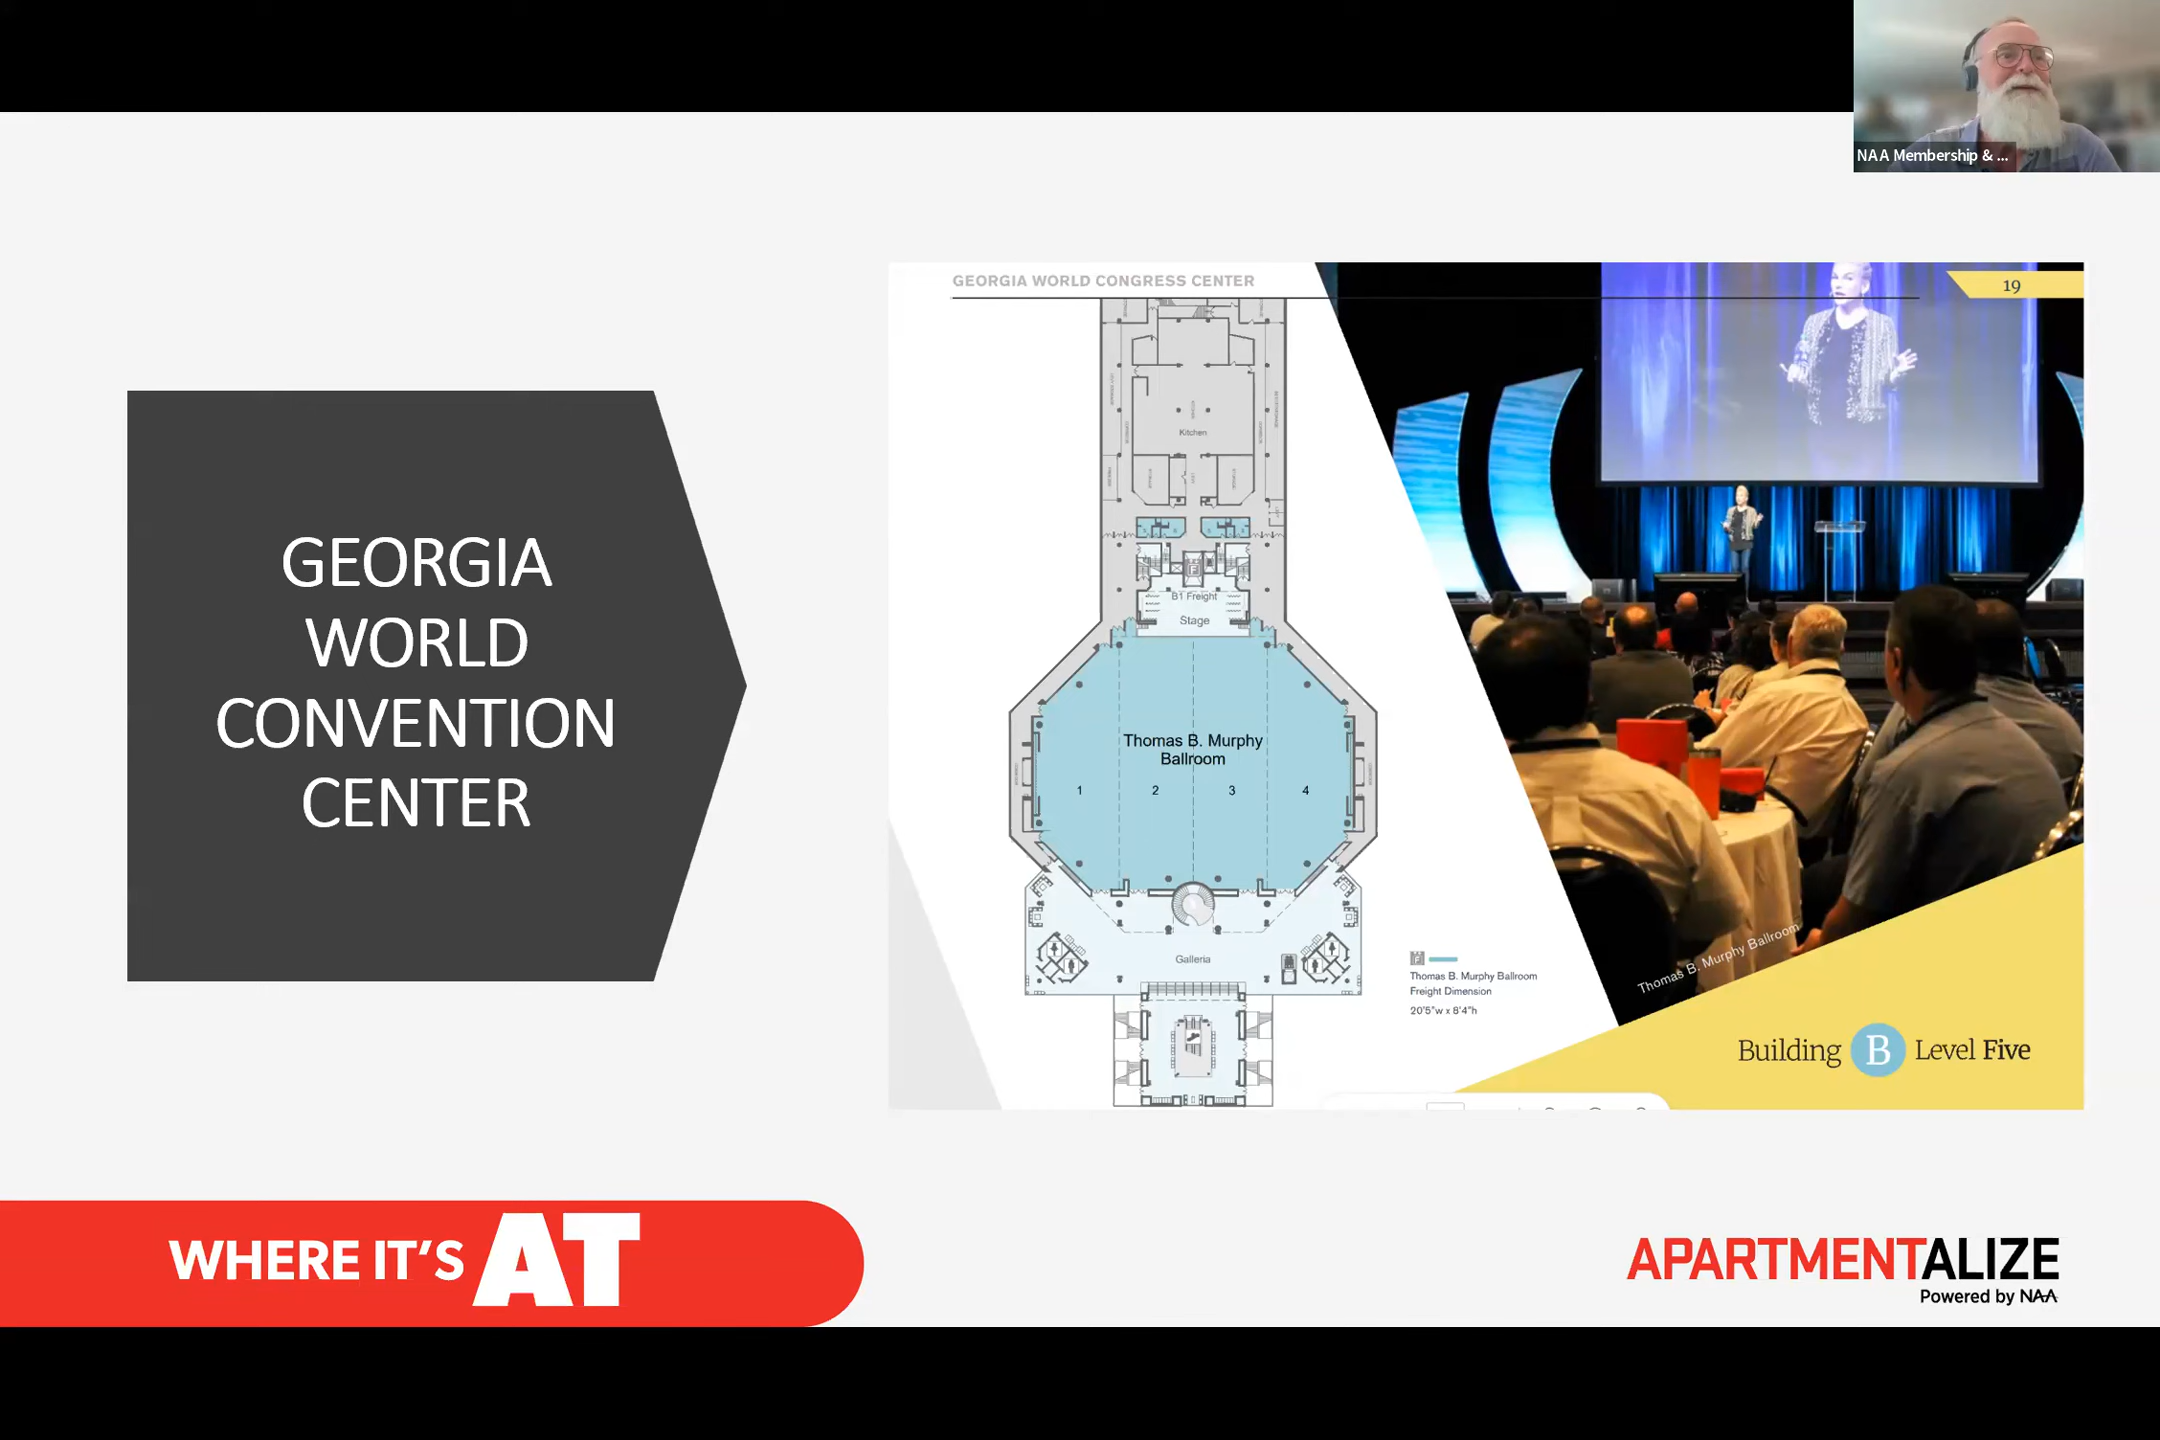 NAA Membership & ...
GEORGIA
WORLD
CONVENTION
CENTER
GEORGIA WORLD CONGRESS CENTER
19
Kitchen
B1 Freight
Stage
Thomas B. Murphy
Ballroom
1 2 3 4
Galleria
Thomas B. Murphy Ballroom
Freight Dimension
20'5"w x 8'4"h
Thomas B. Murphy Ballroom
Building B Level Five
WHERE IT'S AT
APARTMENTALIZE
Powered by NAA